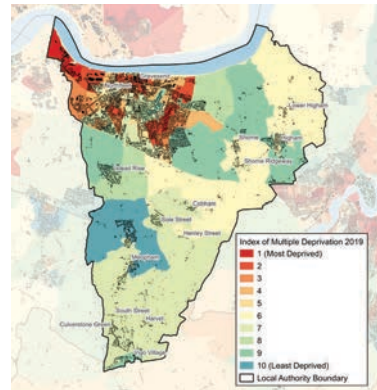 Gravesend
Lower Higham
Shorne
Higham
Shorne Ridgeway
Istead Rise
Cobham
Sole Street
Henley Street
Meopham
South Street
Harvel
Culverstone Green
Village
Index of Multiple Deprivation 2019
1 (Most Deprived)
2
3
4
5
6
7
8
9
10 (Least Deprived)
Local Authority Boundary